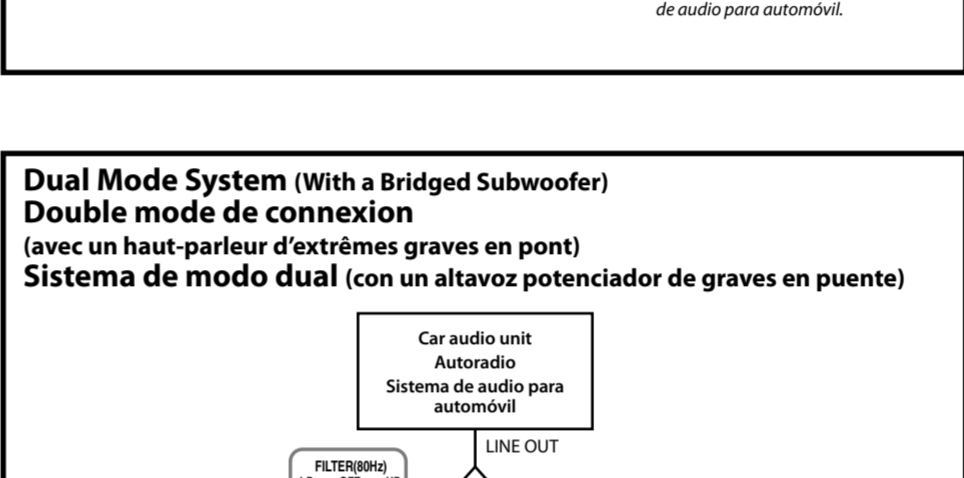 de audio para automóvil.
Dual Mode System (With a Bridged Subwoofer)
Double mode de connexion
(avec un haut-parleur d’extrêmes graves en pont)
Sistema de modo dual (con un altavoz potenciador de graves en puente)
Car audio unit
Autoradio
Sistema de audio para
automóvil
LINE OUT
FILTER(80Hz)